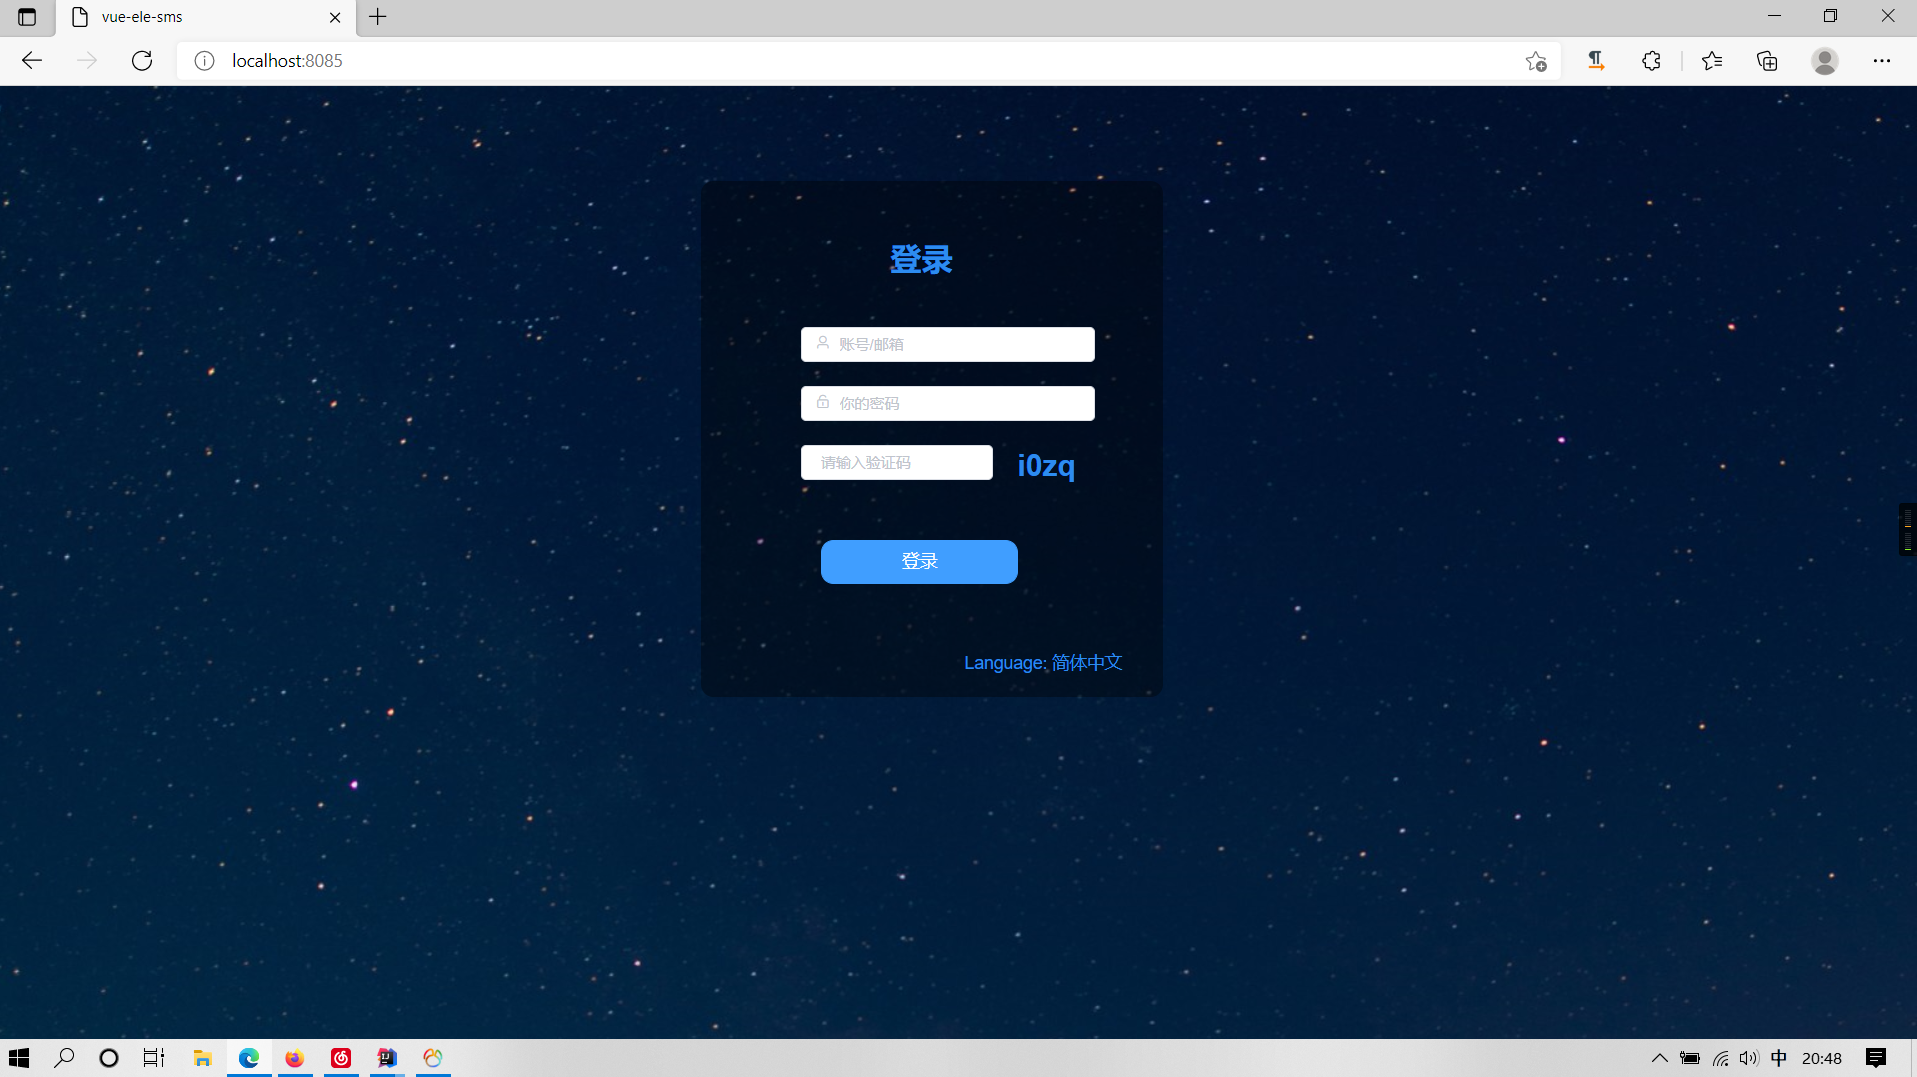 vue-ele-sms
localhost:8085
登录
账号/邮箱
你的密码
请输入验证码
i0zq
登录
Language: 简体中文
中
20:48